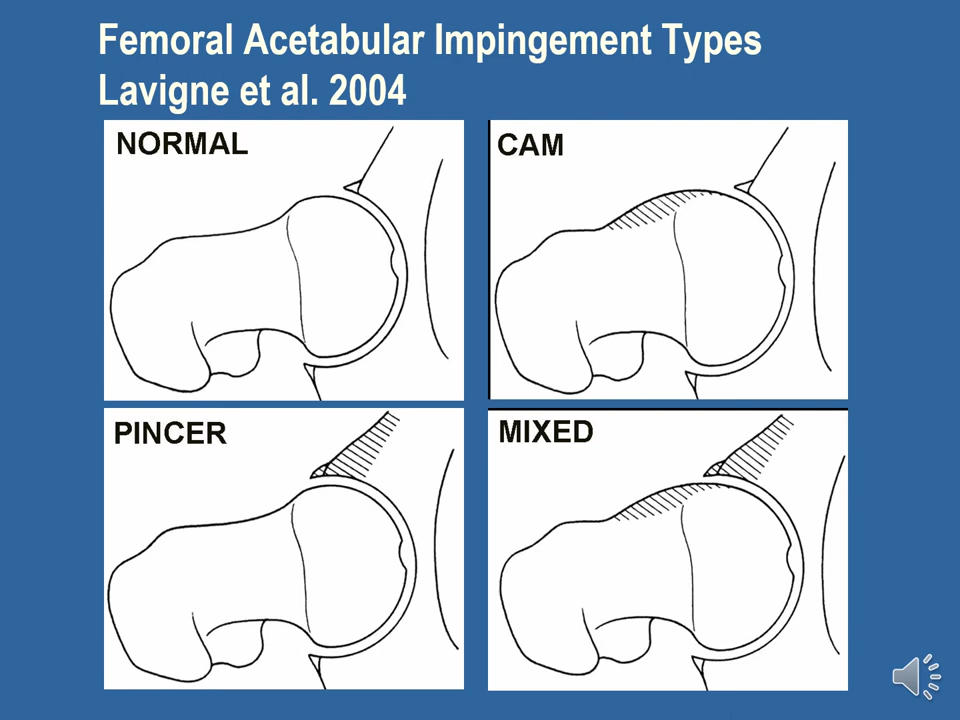 Femoral Acetabular Impingement Types
Lavigne et al. 2004
NORMAL
CAM
PINCER
MIXED